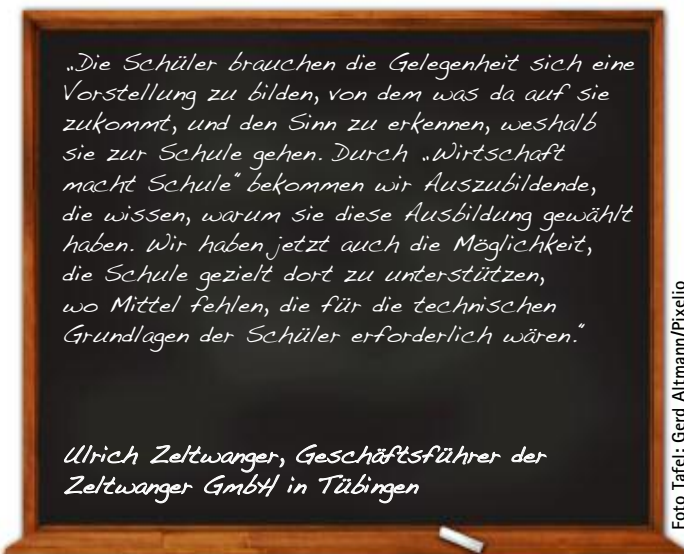 „Die Schüler brauchen die Gelegenheit sich eine
Vorstellung zu bilden, von dem was da auf sie
zukommt, und den Sinn zu erkennen, weshalb
sie zur Schule gehen. Durch „Wirtschaft
macht Schule“ bekommen wir Auszubildende,
die wissen, warum sie diese Ausbildung gewählt
haben. Wir haben jetzt auch die Möglichkeit,
die Schule gezielt dort zu unterstützen,
wo Mittel fehlen, die für die technischen
Grundlagen der Schüler erforderlich wären.“
Ulrich Zeltwanger, Geschäftsführer der
Zeltwanger GmbH in Tübingen
Foto Tafel: Gerd Altmann/Pixelio